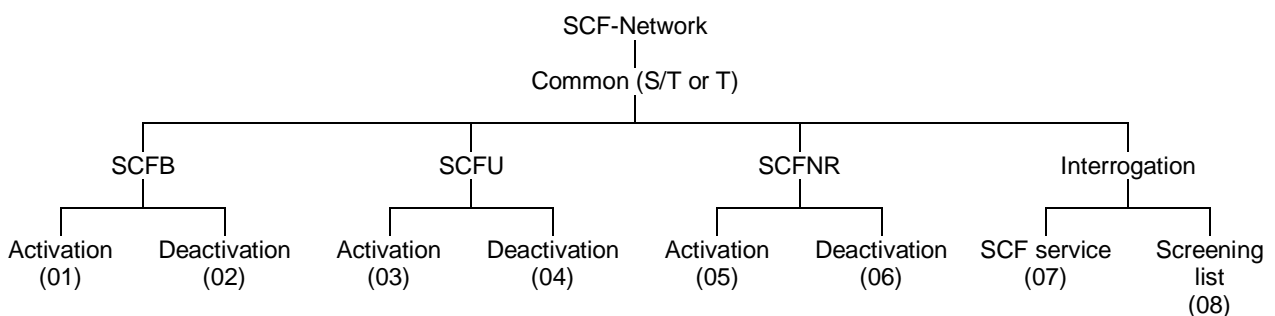 SCF-Network
Common (S/T or T)
SCFB SCFU SCFNR Interrogation
Activation Deactivation Activation Deactivation Activation Deactivation SCF service Screening
(01) (02) (03) (04) (05) (06) (07) list
(08)